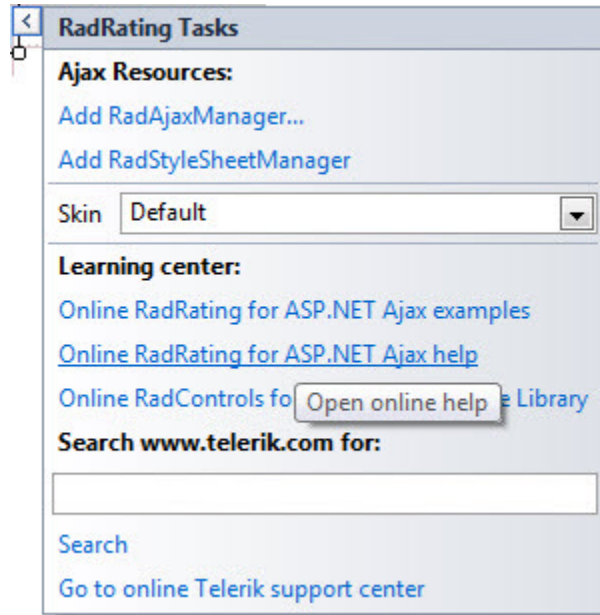 RadRating Tasks
Ajax Resources:
Add RadAjaxManager...
Add RadStyleSheetManager
Skin Default
Learning center:
Online RadRating for ASP.NET Ajax examples
Online RadRating for ASP.NET Ajax help
Online RadControls fo Open online help e Library
Search www.telerik.com for:
Search
Go to online Telerik support center